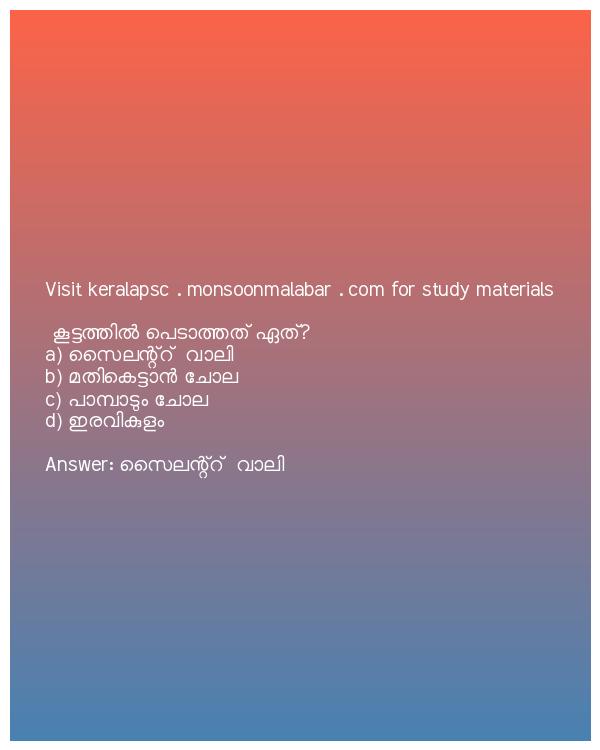 Visit keralapsc . monsoonmalabar . com for study materials
കൂട്ടത്തിൽ പെടാത്തത് ഏത്?
a) സൈലന്റ്റ്  വാലി
b) മതികെട്ടാൻ ചോല
c) പാമ്പാടും ചോല
d) ഇരവികുളം
Answer: സൈലന്റ്റ്  വാലി